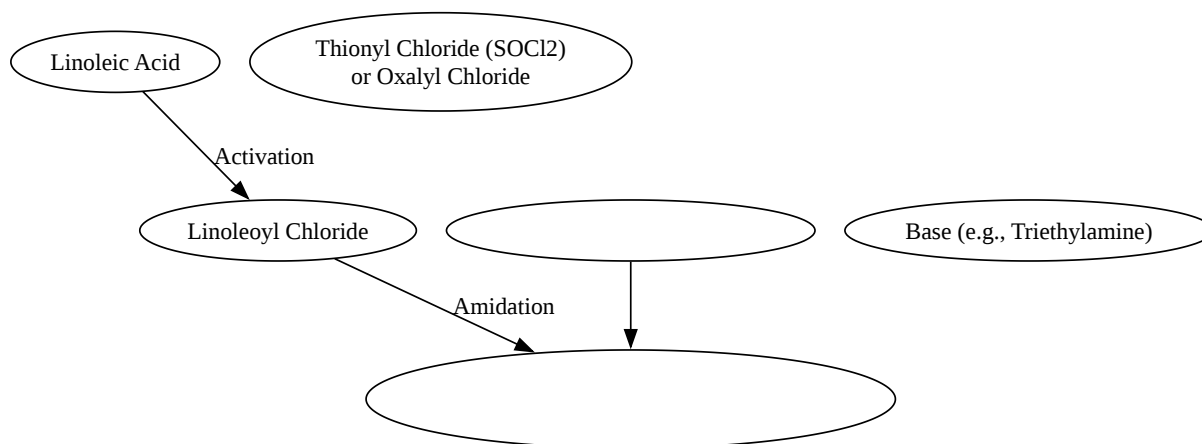 Linoleic Acid
Thionyl Chloride (SOCl2)
or Oxalyl Chloride
Activation
Linoleoyl Chloride
Base (e.g., Triethylamine)
Amidation